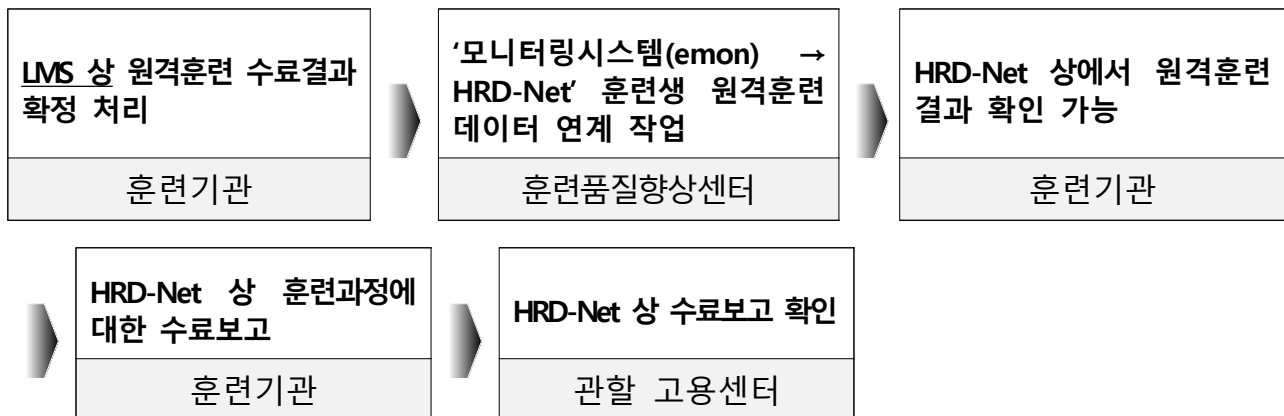 LMS 상 원격훈련 수료결과
확정 처리
훈련기관
‘모니터링시스템(emon) →
HRD-Net’ 훈련생 원격훈련
데이터 연계 작업
훈련품질향상센터
HRD-Net 상에서 원격훈련
결과 확인 가능
훈련기관
HRD-Net 상 훈련과정에
대한 수료보고
훈련기관
HRD-Net 상 수료보고 확인
관할 고용센터